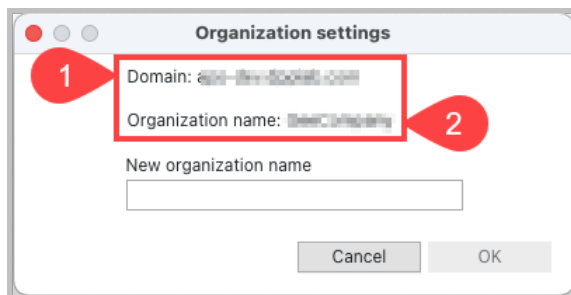 Organization settings
1
Domain:
Organization name:
2
New organization name
Cancel
OK